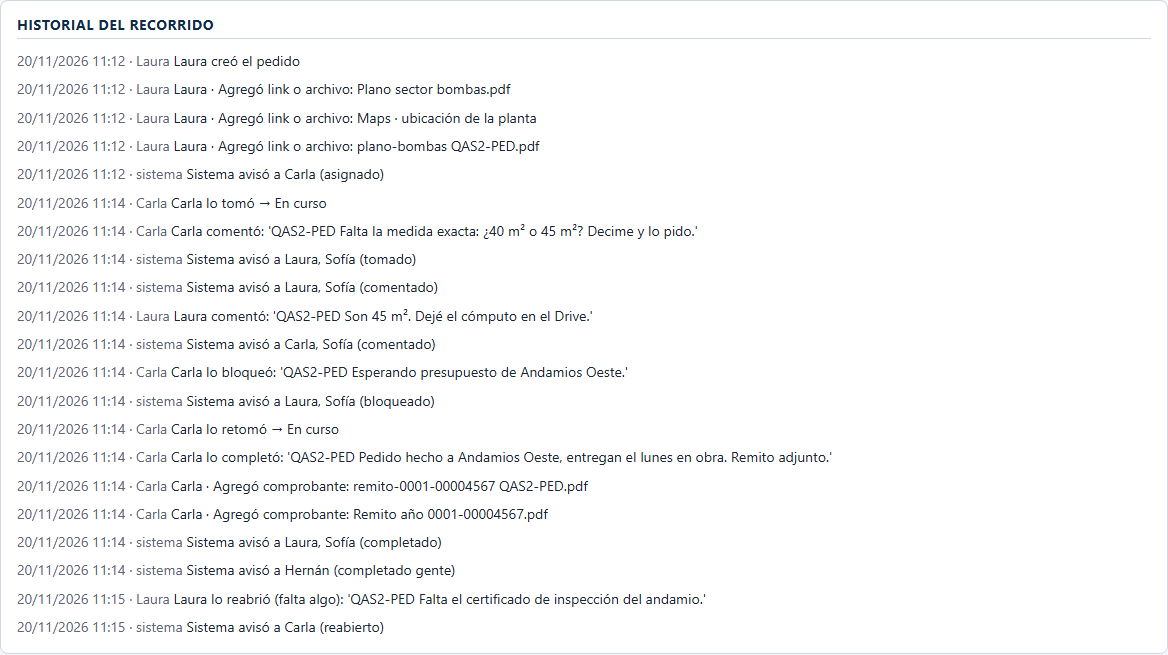 HISTORIAL DEL RECORRIDO
20/11/2026 11:12 · Laura Laura creó el pedido
20/11/2026 11:12 · Laura Laura · Agregó link o archivo: Plano sector bombas.pdf
20/11/2026 11:12 · Laura Laura · Agregó link o archivo: Maps · ubicación de la planta
20/11/2026 11:12 · Laura Laura · Agregó link o archivo: plano-bombas QAS2-PED.pdf
20/11/2026 11:12 · sistema Sistema avisó a Carla (asignado)
20/11/2026 11:14 · Carla Carla lo tomó → En curso
20/11/2026 11:14 · Carla Carla comentó: 'QAS2-PED Falta la medida exacta: ¿40 m² o 45 m²? Decime y lo pido.'
20/11/2026 11:14 · sistema Sistema avisó a Laura, Sofía (tomado)
20/11/2026 11:14 · sistema Sistema avisó a Laura, Sofía (comentado)
20/11/2026 11:14 · Laura Laura comentó: 'QAS2-PED Son 45 m². Dejé el cómputo en el Drive.'
20/11/2026 11:14 · sistema Sistema avisó a Carla, Sofía (comentado)
20/11/2026 11:14 · Carla Carla lo bloqueó: 'QAS2-PED Esperando presupuesto de Andamios Oeste.'
20/11/2026 11:14 · sistema Sistema avisó a Laura, Sofía (bloqueado)
20/11/2026 11:14 · Carla Carla lo retomó → En curso
20/11/2026 11:14 · Carla Carla lo completó: 'QAS2-PED Pedido hecho a Andamios Oeste, entregan el lunes en obra. Remito adjunto.'
20/11/2026 11:14 · Carla Carla · Agregó comprobante: remito-0001-00004567 QAS2-PED.pdf
20/11/2026 11:14 · Carla Carla · Agregó comprobante: Remito año 0001-00004567.pdf
20/11/2026 11:14 · sistema Sistema avisó a Laura, Sofía (completado)
20/11/2026 11:14 · sistema Sistema avisó a Hernán (completado gente)
20/11/2026 11:15 · Laura Laura lo reabrió (falta algo): 'QAS2-PED Falta el certificado de inspección del andamio.'
20/11/2026 11:15 · sistema Sistema avisó a Carla (reabierto)